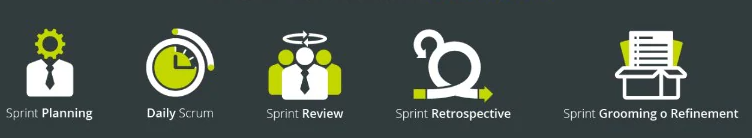 Sprint Planning
Daily Scrum
Sprint Review
Sprint Retrospective
Sprint Grooming o Refinement